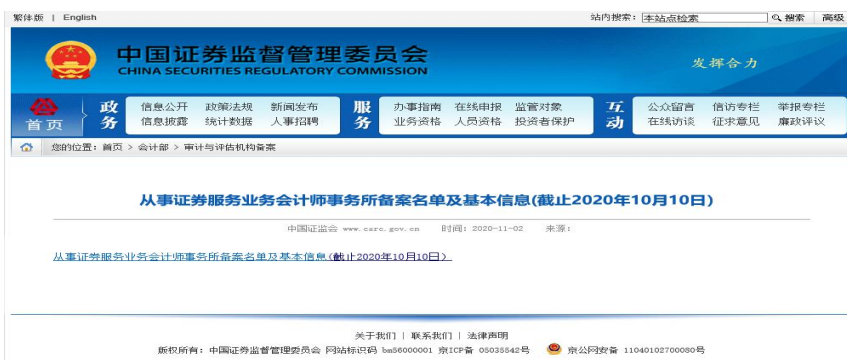 繁体版 | English 站内搜索: 本站点检索 搜索 高级
中国证券监督管理委员会
CHINA SECURITIES REGULATORY COMMISSION
发挥合力
首页
政务
信息公开 政策法规 新闻发布
信息披露 统计数据 人事招聘
服务
办事指南 在线申报 监管对象
业务资格 人员资格 投资者保护
互动
公众留言 信访专栏 举报专栏
在线访谈 征求意见 廉政评议
您的位置: 首页 > 会计部 > 审计与评估机构备案
从事证券服务业务会计师事务所备案名单及基本信息(截止2020年10月10日)
中国证监会 www.csrc.gov.cn 时间: 2020-11-02 来源:
从事证券服务业务会计师事务所备案名单及基本信息(截止2020年10月10日)
关于我们 | 联系我们 | 法律声明
版权所有: 中国证券监督管理委员会 网站标识码 bm56000001 京ICP备 05035542号 京公网安备 11040102700080号